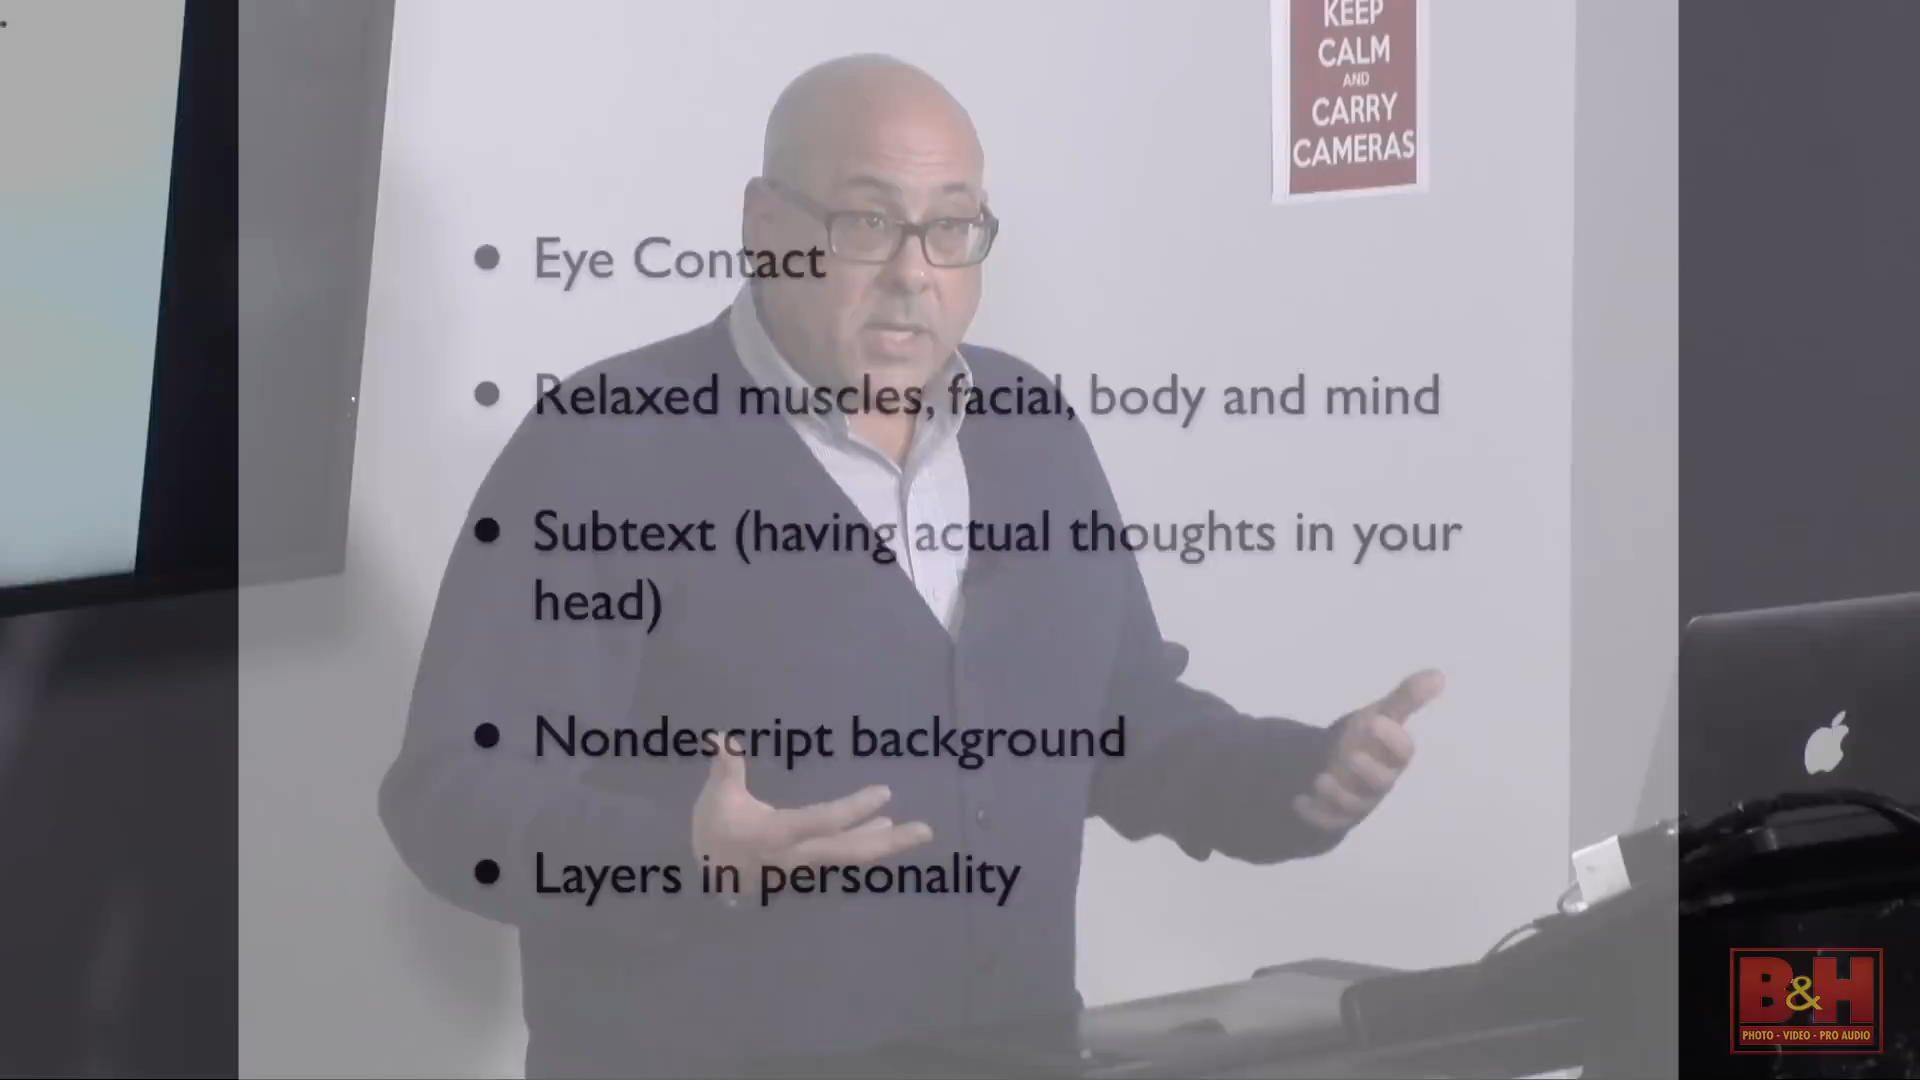 KEEP
CALM
AND
CARRY
CAMERAS
• Eye Contact
• Relaxed muscles, facial, body and mind
• Subtext (having actual thoughts in your
head)
• Nondescript background
• Layers in personality
B&H
PHOTO - VIDEO - PRO AUDIO